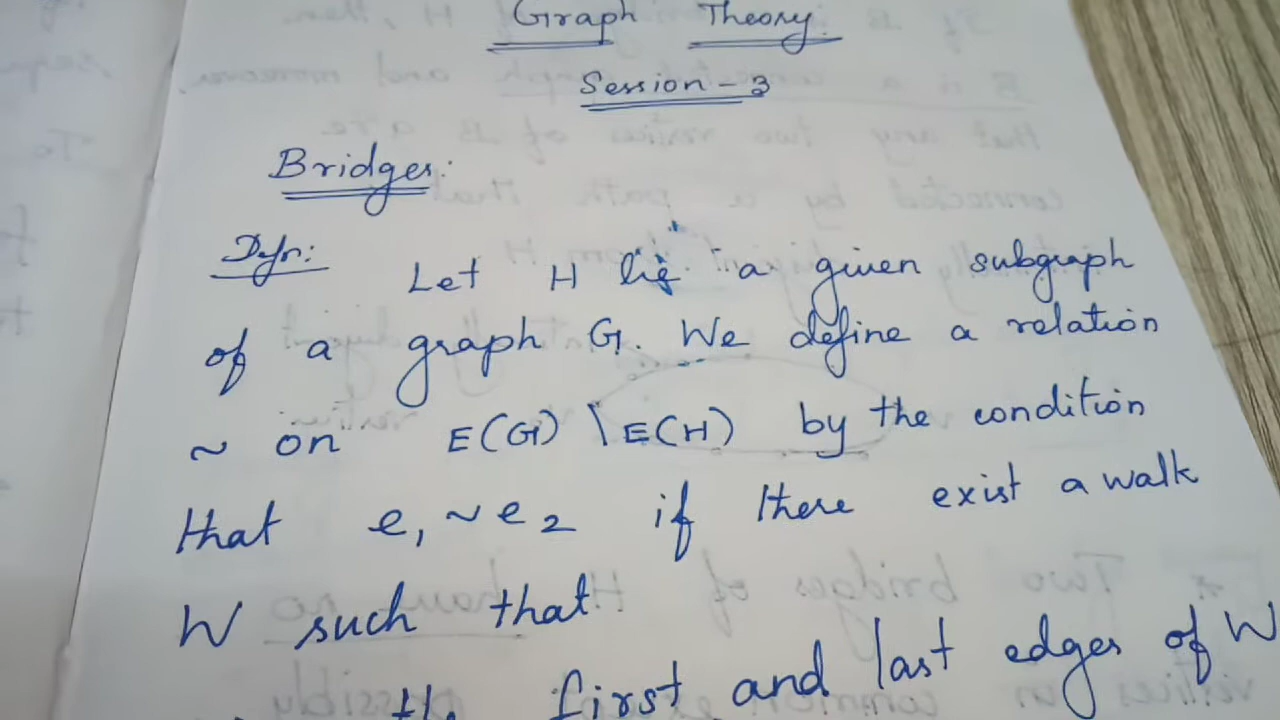 Graph Theory
Session - 3
Bridges:
Defn: Let H be a given subgraph
of a graph G. We define a relation
~ on E(G) \ E(H) by the condition
that e₁ ~ e₂ if there exist a walk
W such that
first and last edges of W